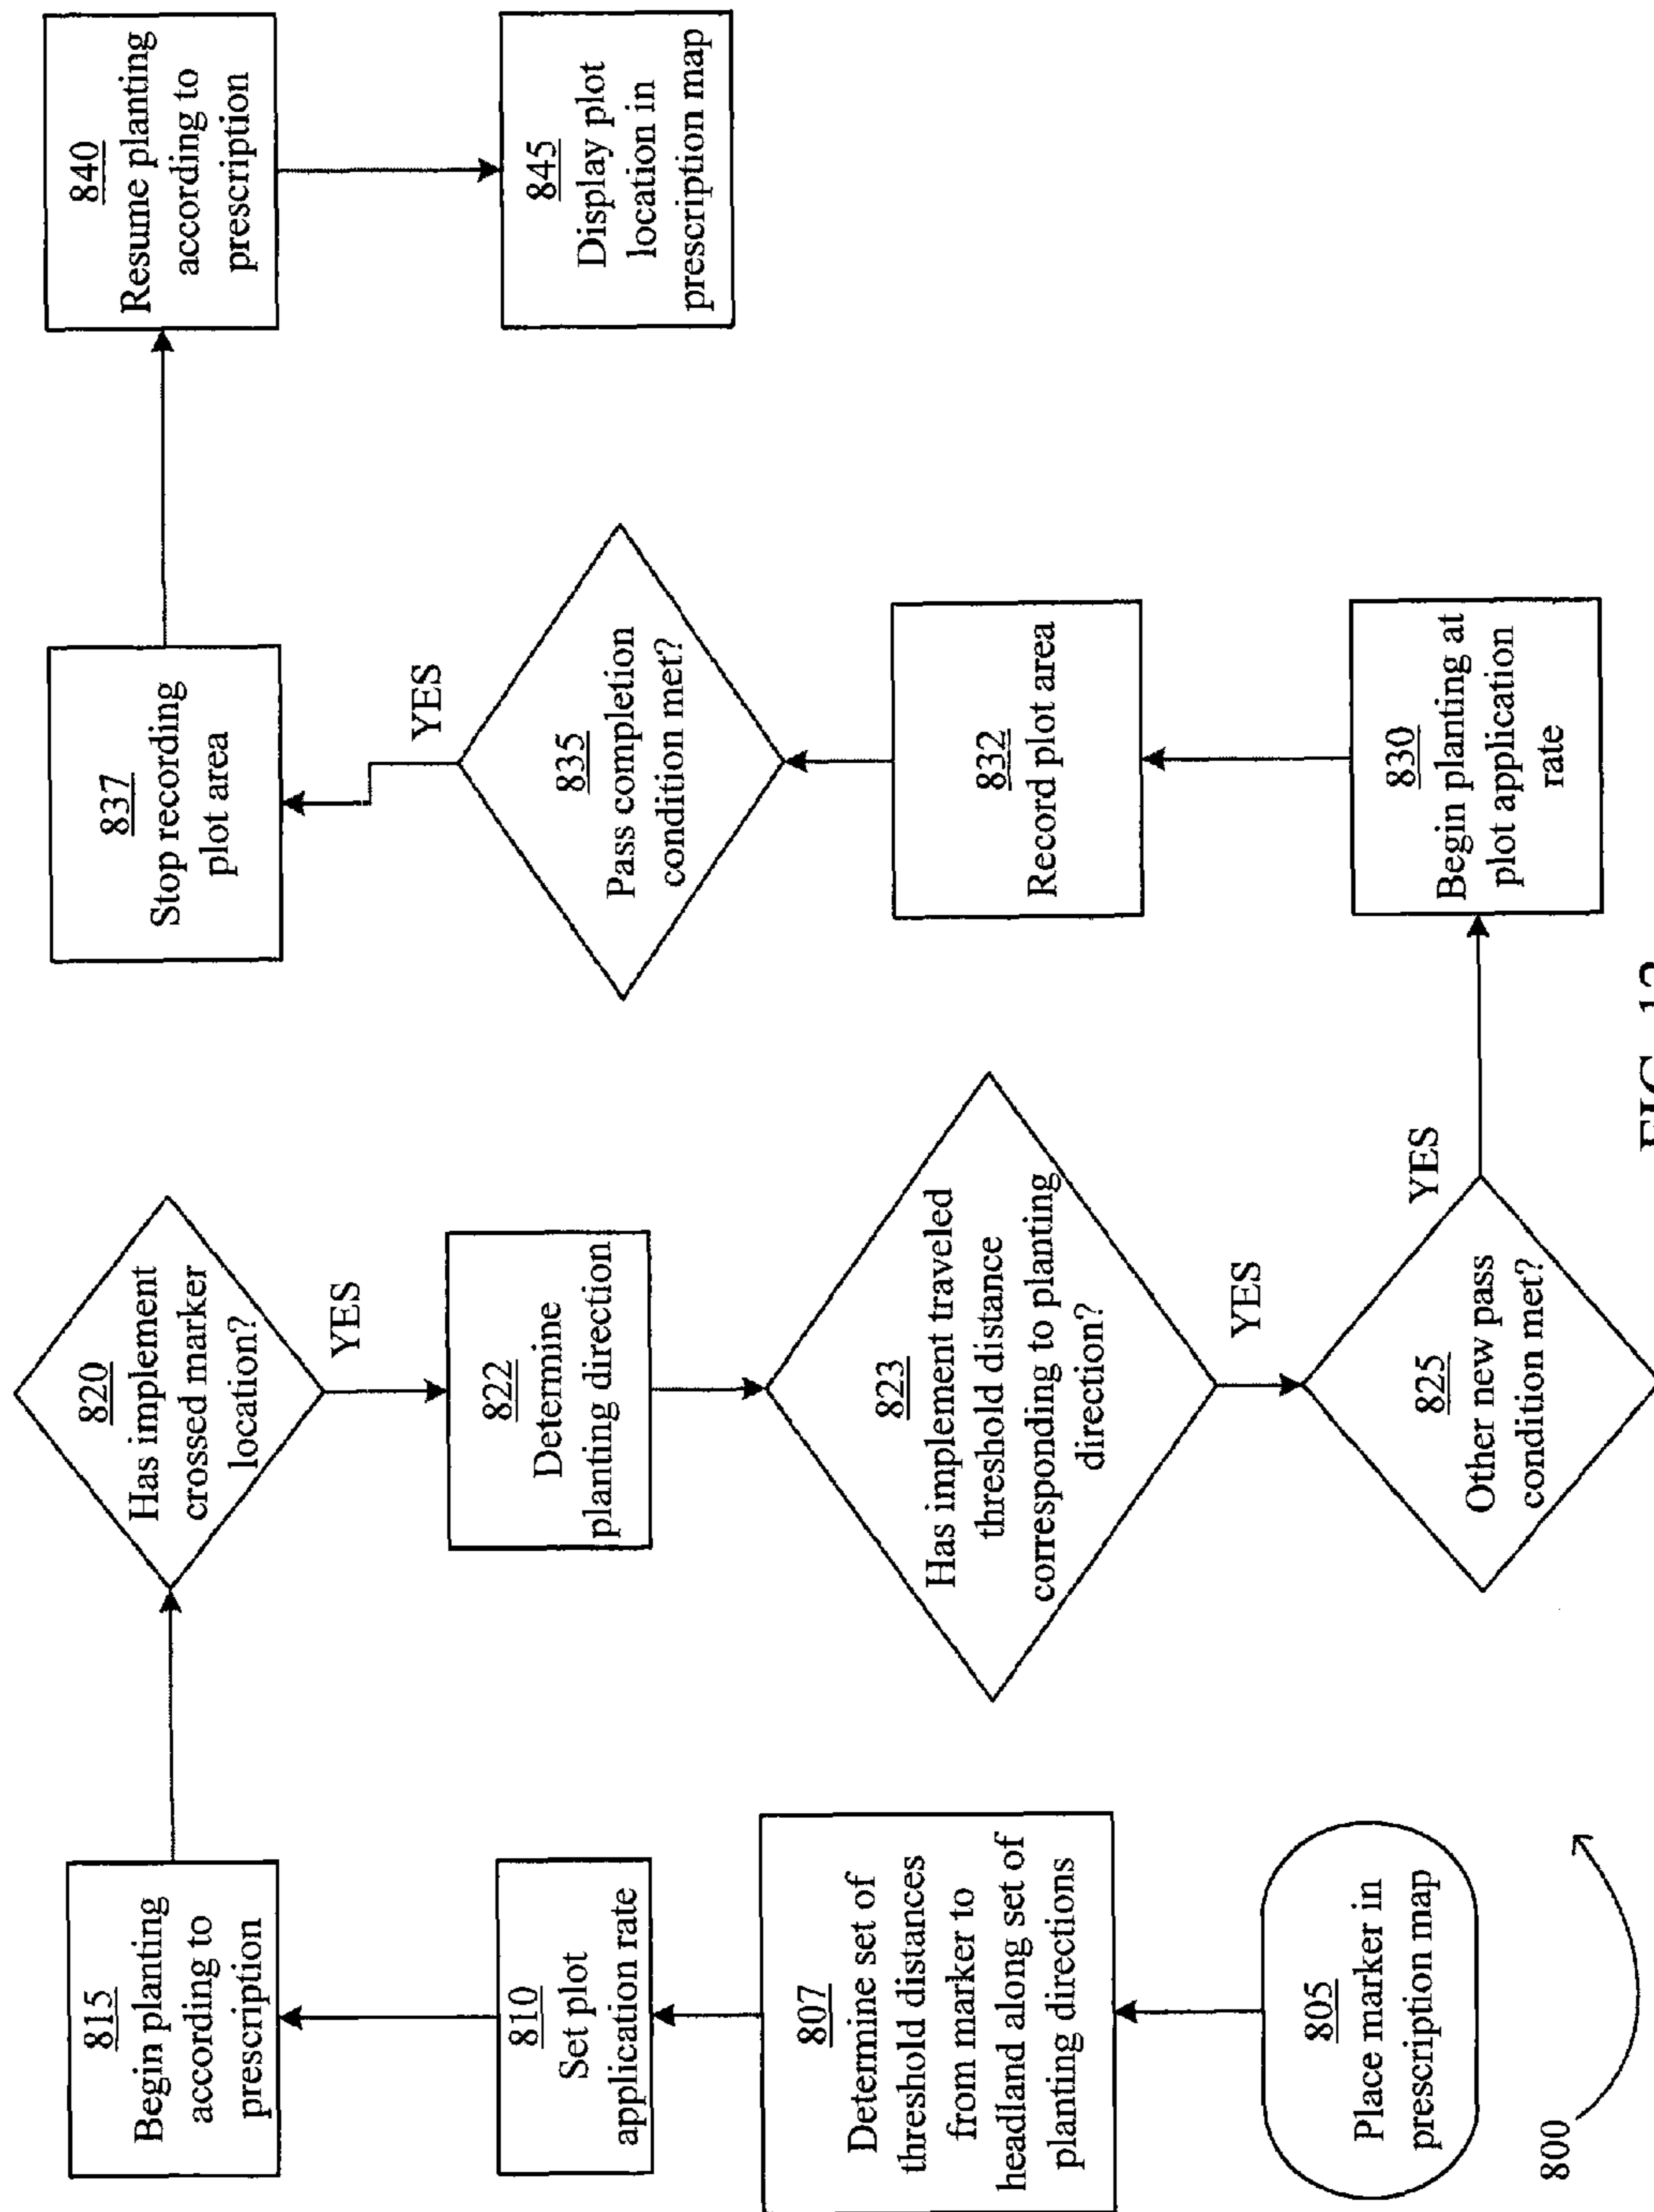 805
Place marker in
prescription map
807
Determine set of
threshold distances
from marker to
headland along set of
planting directions
810
Set plot
application rate
815
Begin planting
according to
prescription
820
Has implement
crossed marker
location?
YES
822
Determine
planting direction
823
Has implement traveled
threshold distance
corresponding to planting
direction?
YES
825
Other new pass
condition met?
YES
830
Begin planting at
plot application
rate
832
Record plot area
835
Pass completion
condition met?
YES
837
Stop recording
plot area
840
Resume planting
according to
prescription
845
Display plot
location in
prescription map
800